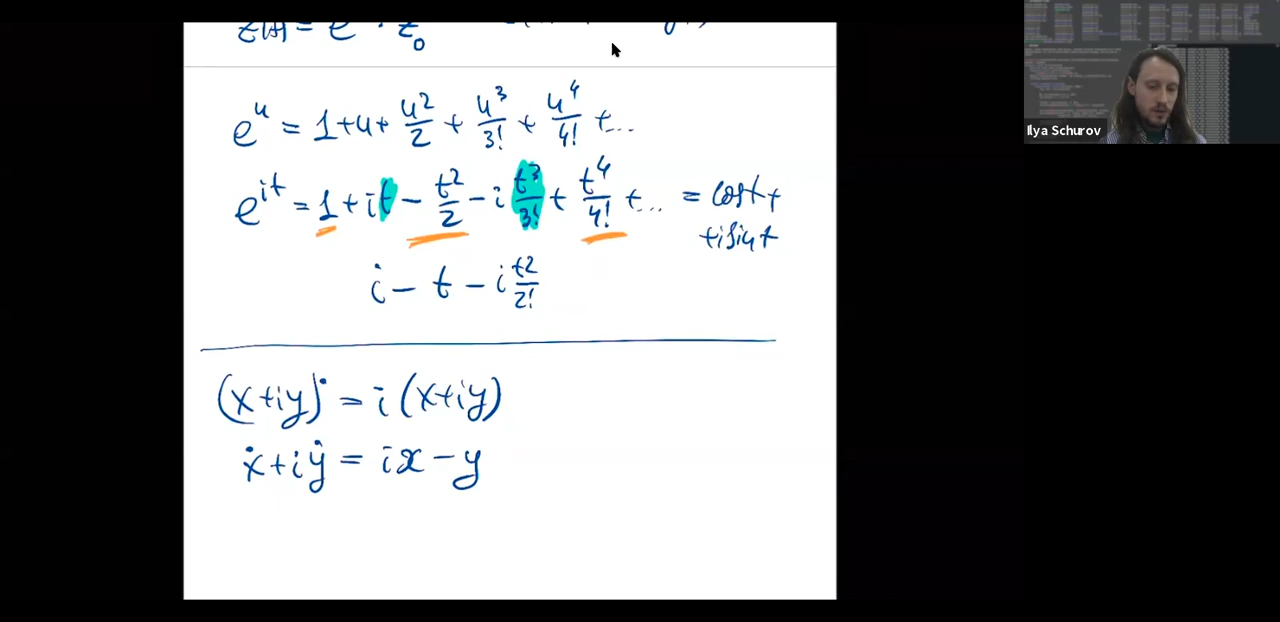 z(t) = e · z₀
e^u = 1+u+ u²/2 + u³/3! + u⁴/4! + ...
e^{it} = 1 + it − t²/2 − i t³/3! + t⁴/4! + ... = cos t +
+ i sin t
i − t − i t²/2!
(x+iy)˙ = i(x+iy)
ẋ+iẏ = ix − y
Ilya Schurov